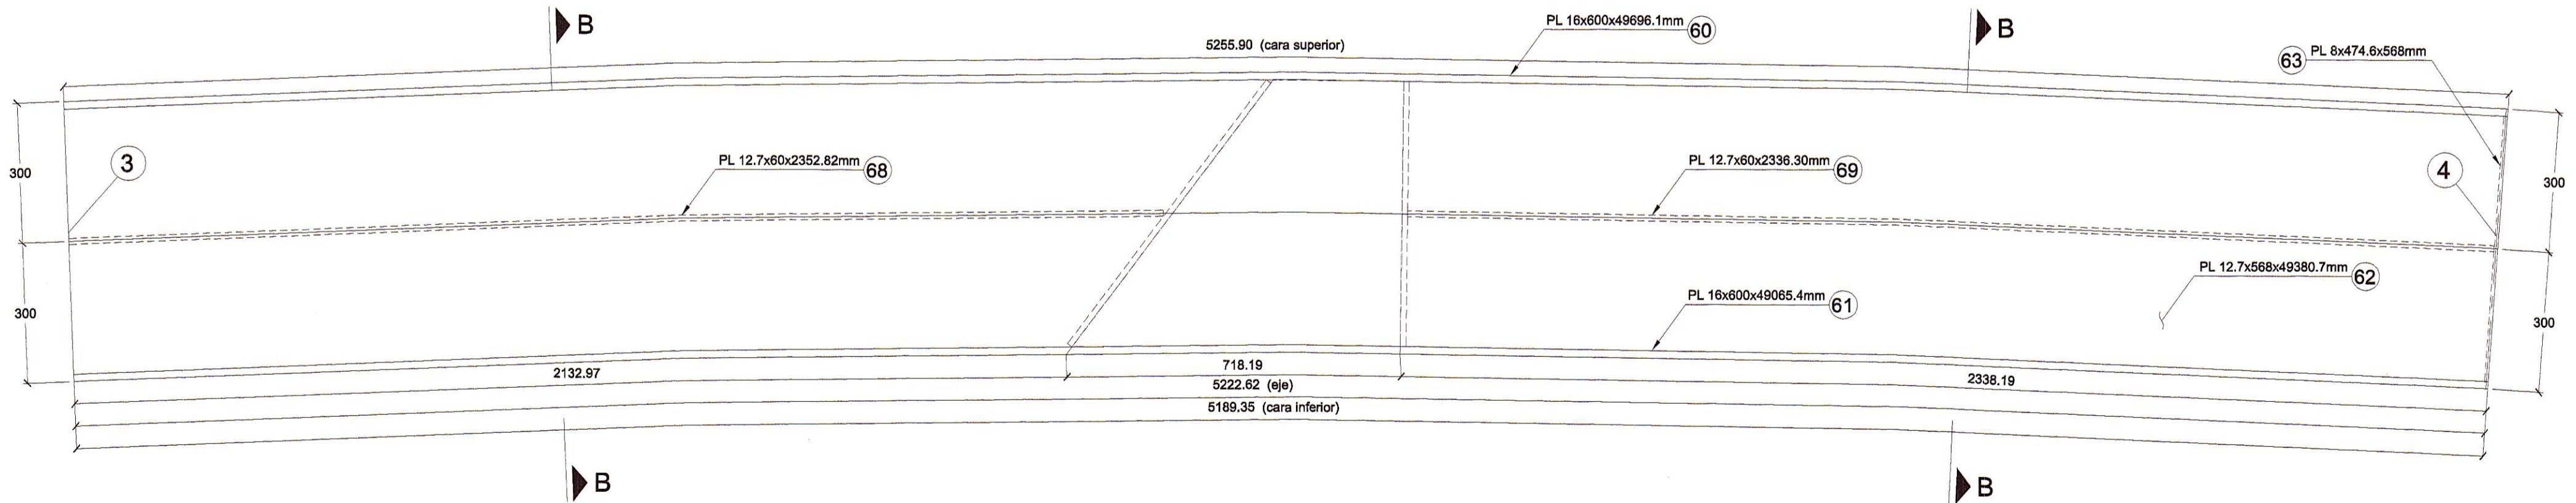 B
B
PL 16x600x49696.1mm 60
5255.90 (cara superior)
63 PL 8x474.6x568mm
300
3
PL 12.7x60x2352.82mm 68
PL 12.7x60x2336.30mm 69
4
300
300
PL 12.7x568x49380.7mm 62
PL 16x600x49065.4mm 61
300
2132.97
718.19
2338.19
5222.62 (eje)
5189.35 (cara inferior)
B
B